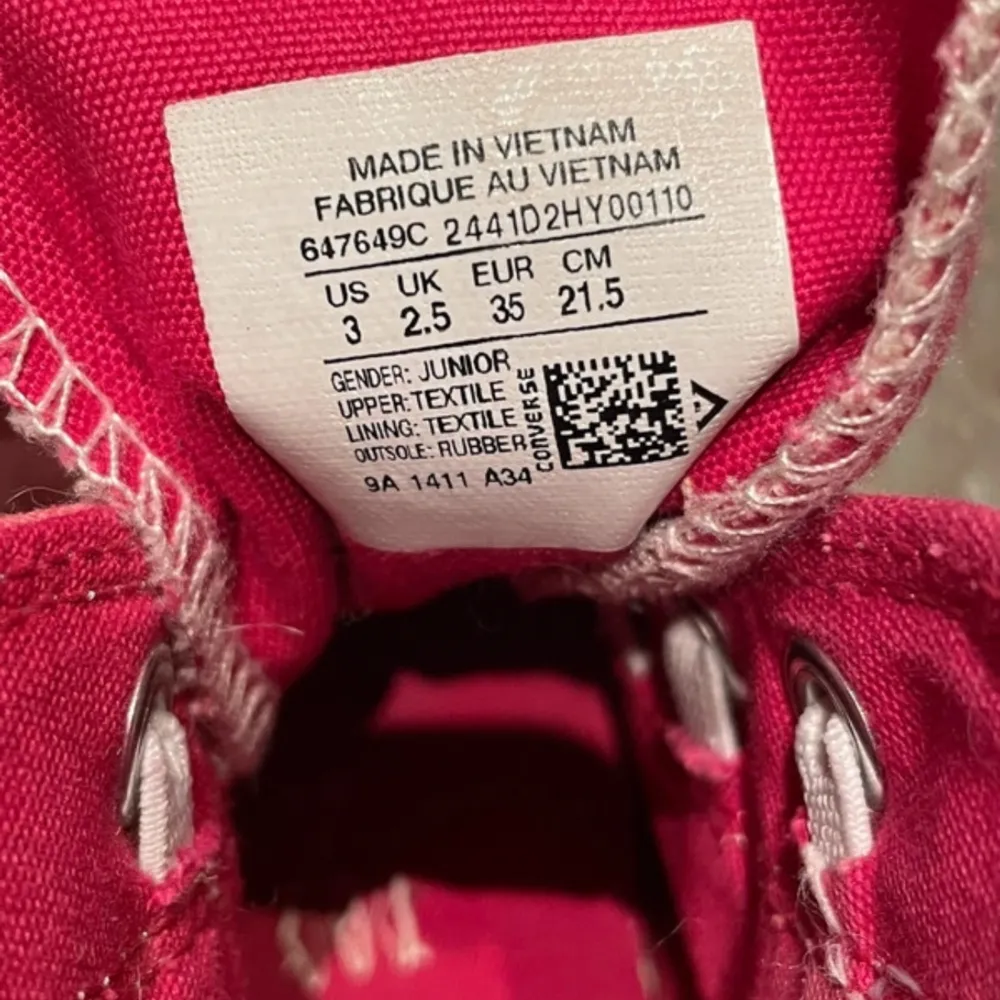 MADE IN VIETNAM
FABRIQUE AU VIETNAM
647649C 2441D2HY00110
US UK EUR CM
3 2.5 35 21.5
GENDER: JUNIOR
UPPER: TEXTILE
LINING: TEXTILE
OUTSOLE: RUBBER
9A 1411 A34
CONVERSE